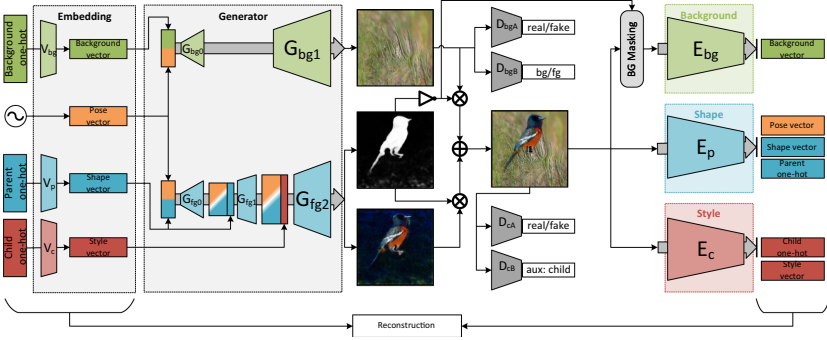 Embedding
Generator
Background
one-hot
V_bg
Background
vector
G_bg0
G_bg1
D_bgA
real/fake
D_bgB
bg/fg
BG Masking
Background
E_bg
Background
vector
Pose
vector
Shape
E_p
Pose vector
Shape vector
Parent
one-hot
Parent
one-hot
V_p
Shape
vector
G_fg0
G_fg1
G_fg2
Child
one-hot
V_c
Style
vector
D_cA
real/fake
D_cB
aux: child
Style
E_c
Child
one-hot
Style
vector
Reconstruction